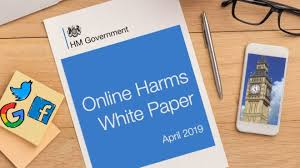 HM Government
Online Harms
White Paper
April 2019